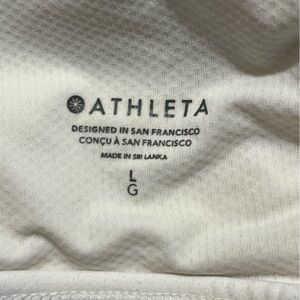 ATHLETA
DESIGNED IN SAN FRANCISCO
CONÇU À SAN FRANCISCO
MADE IN SRI LANKA
L
G